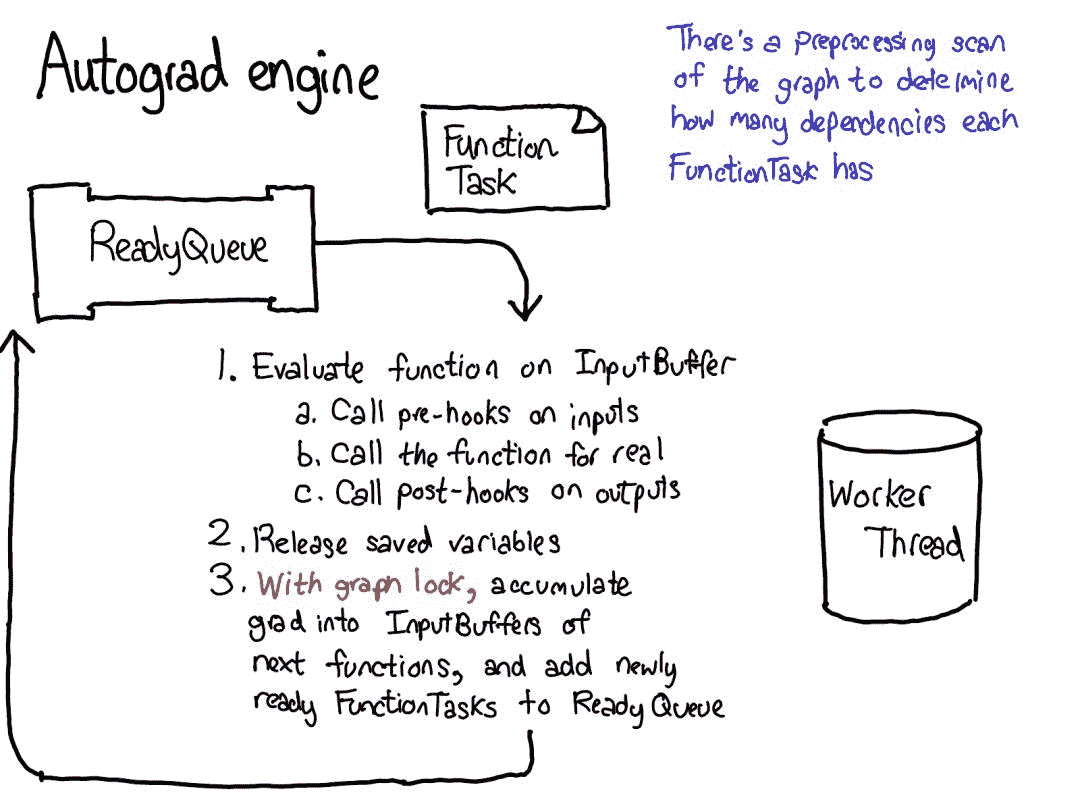 Autograd engine
There's a preprocessing scan
of the graph to determine
how many dependencies each
FunctionTask has
Function
Task
ReadyQueue
1. Evaluate function on InputBuffer
a. Call pre-hooks on inputs
b. Call the function for real
c. Call post-hooks on outputs
2. Release saved variables
3. With graph lock, accumulate
grad into InputBuffers of
next functions, and add newly
ready FunctionTasks to ReadyQueue
Worker
Thread